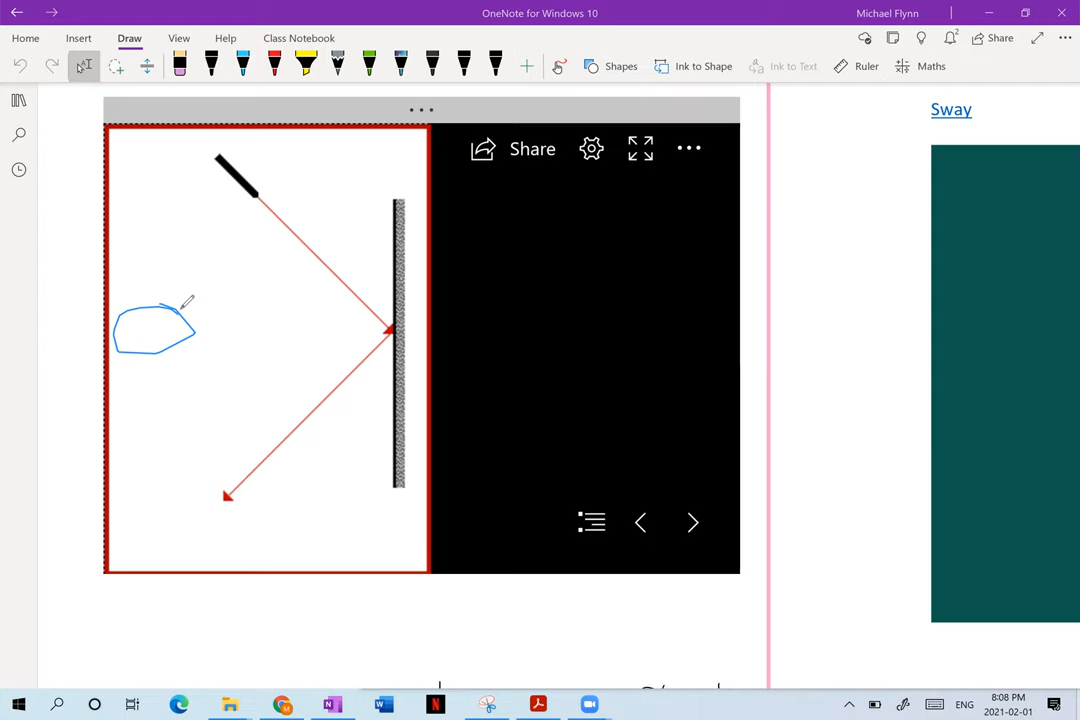 OneNote for Windows 10
Michael Flynn
Home Insert Draw View Help Class Notebook
Share
Shapes Ink to Shape Ink to Text Ruler Maths
Sway
Share
8:08 PM
ENG
2021-02-01